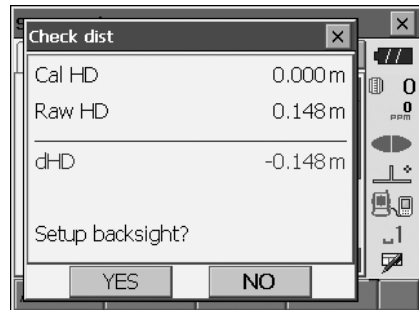 Check dist
Cal HD 0.000 m
Raw HD 0.148 m
dHD -0.148 m
Setup backsight?
YES NO
0
0
PPM
1